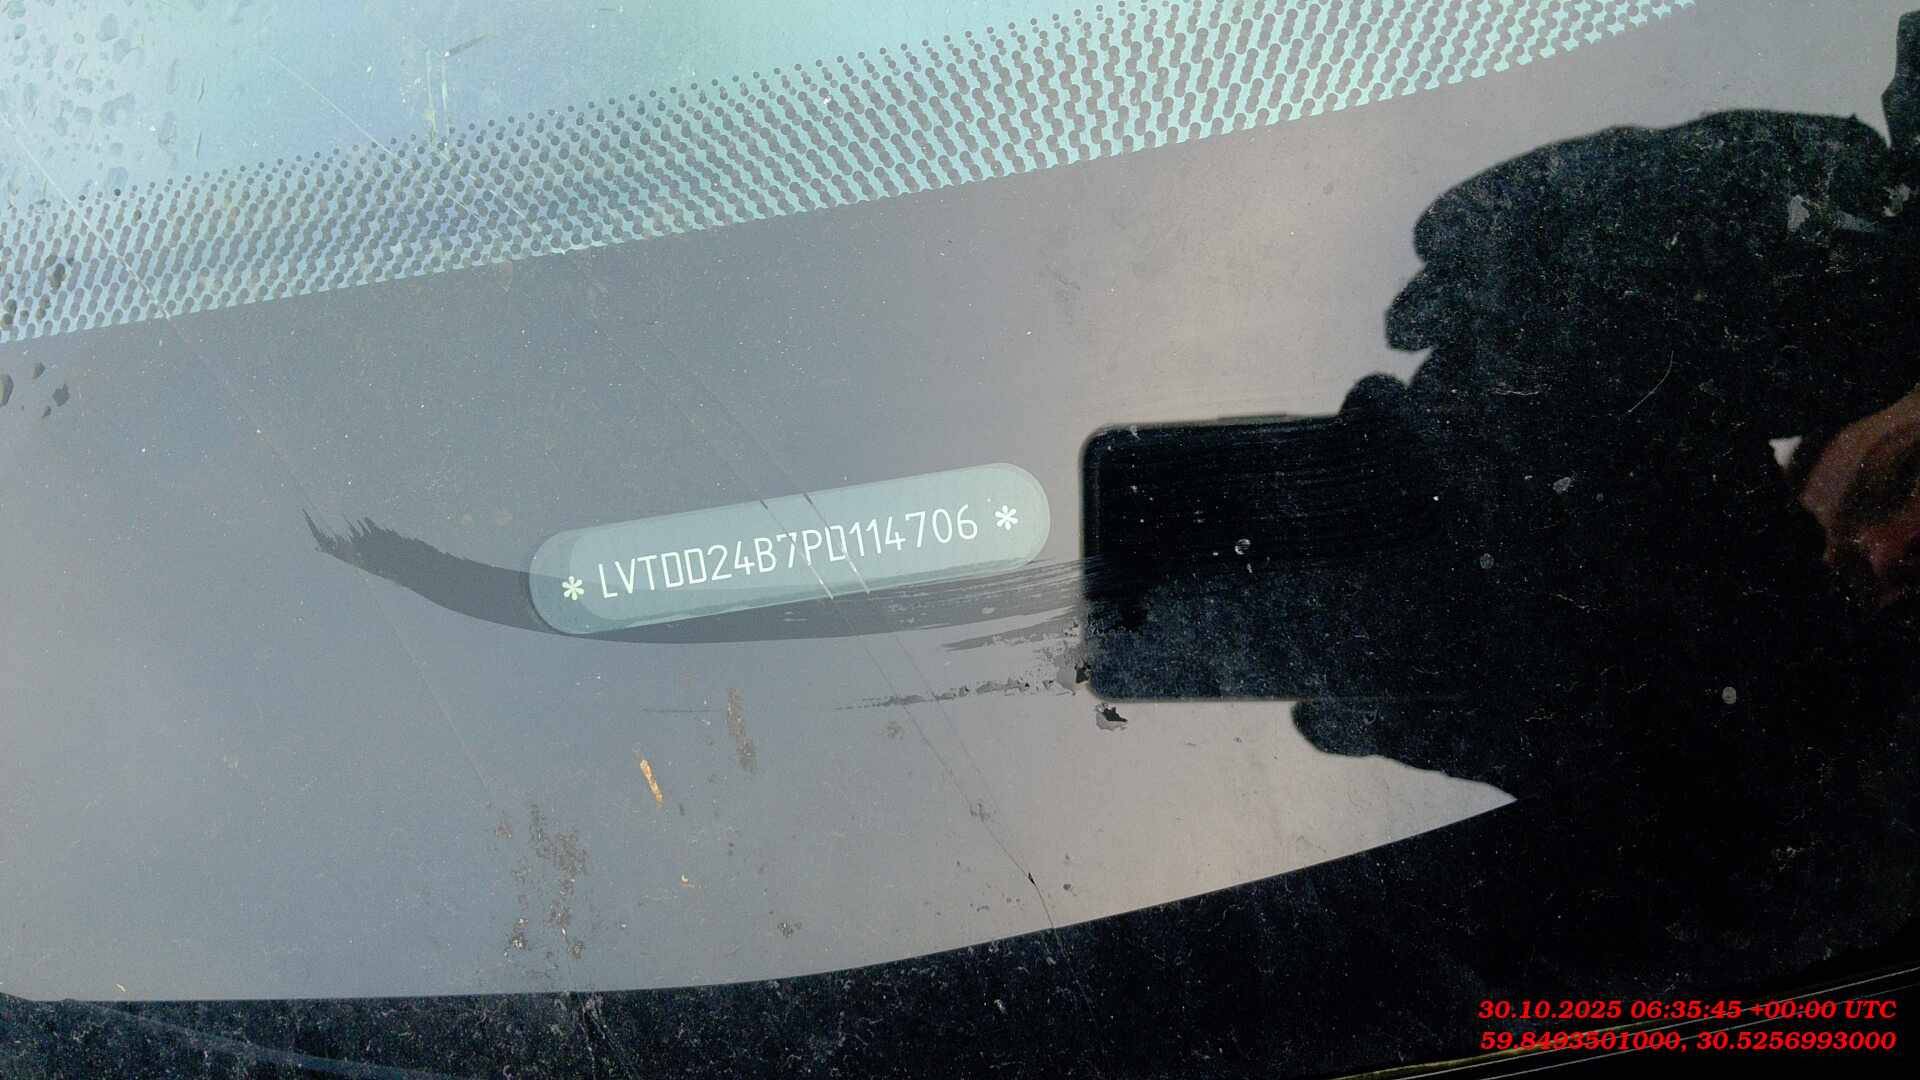 * LVTDD24B7PD114706 *
30.10.2025 06:35:45 +00:00 UTC
59.8493501000, 30.5256993000